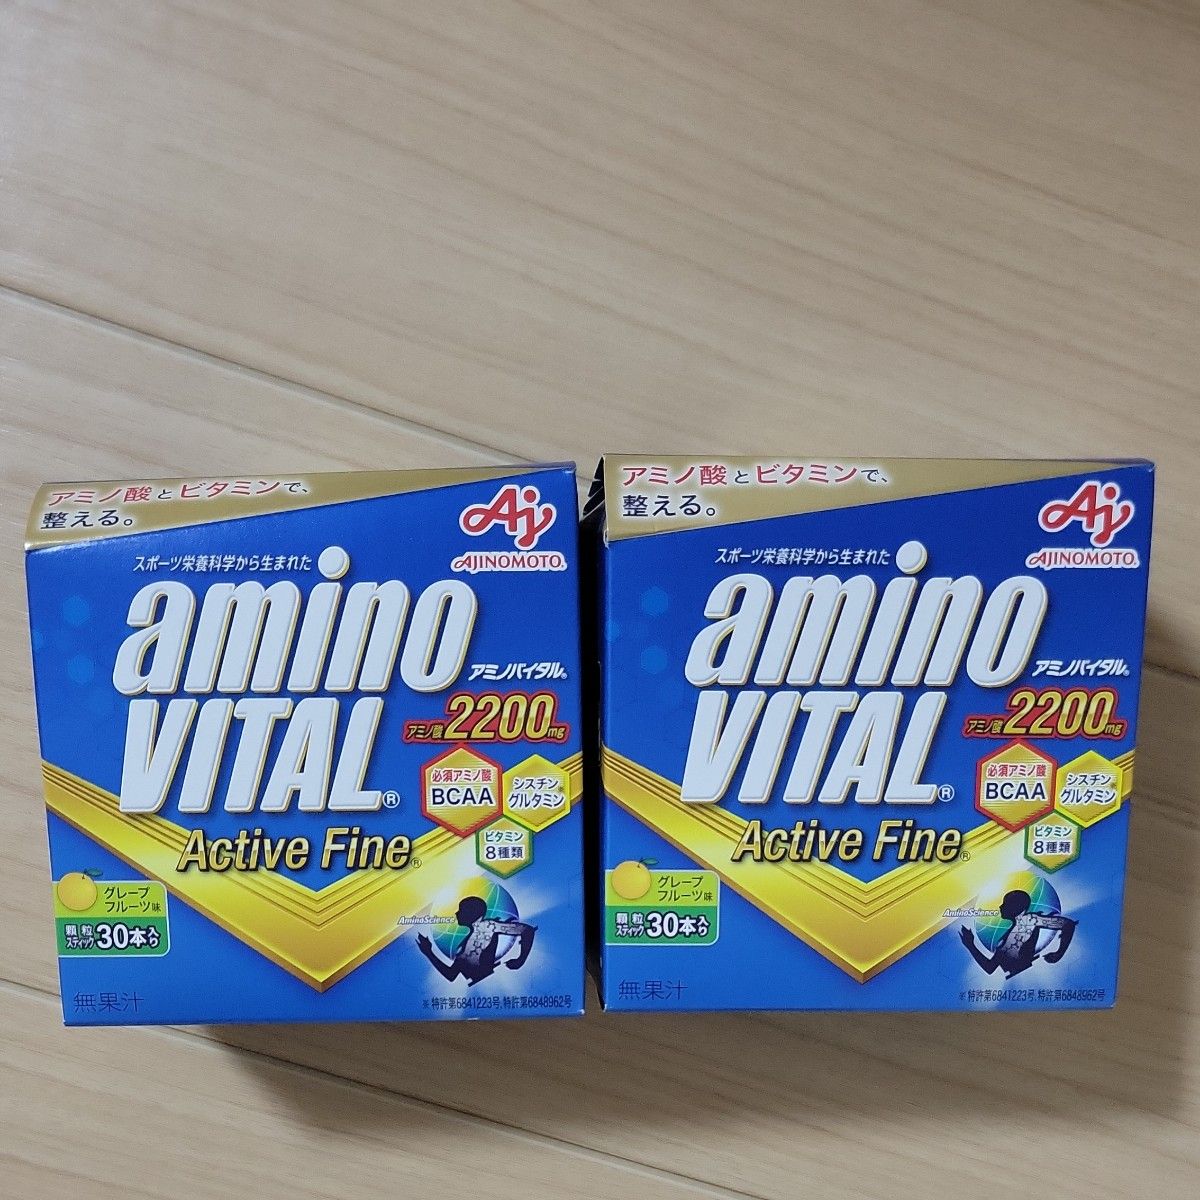 アミノ酸とビタミンで、
整える。
Aj
AJINOMOTO®
スポーツ栄養科学から生まれた
amino
VITAL®
アミノバイタル®
アミノ酸2200mg
必須アミノ酸
BCAA
シスチン
グルタミン
ビタミン
8種類
Active Fine®
グレープ
フルーツ味
顆粒
スティック
30本入り
AminoScience
無果汁
※特許第6841223号、特許第6848962号
アミノ酸とビタミンで、
整える。
Aj
AJINOMOTO®
スポーツ栄養科学から生まれた
amino
VITAL®
アミノバイタル®
アミノ酸2200mg
必須アミノ酸
BCAA
シスチン
グルタミン
ビタミン
8種類
Active Fine®
グレープ
フルーツ味
顆粒
スティック
30本入り
AminoScience
無果汁
※特許第6841223号、特許第6848962号